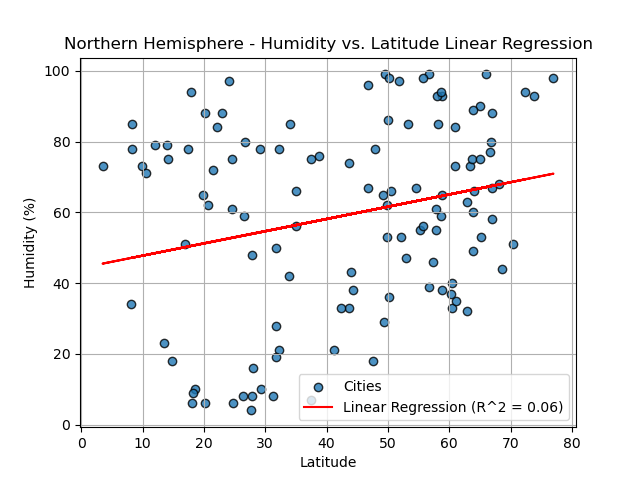 Northern Hemisphere - Humidity vs. Latitude Linear Regression
100
80
60
40
20
0
Humidity (%)
0 10 20 30 40 50 60 70 80
Latitude
Cities
Linear Regression (R^2 = 0.06)